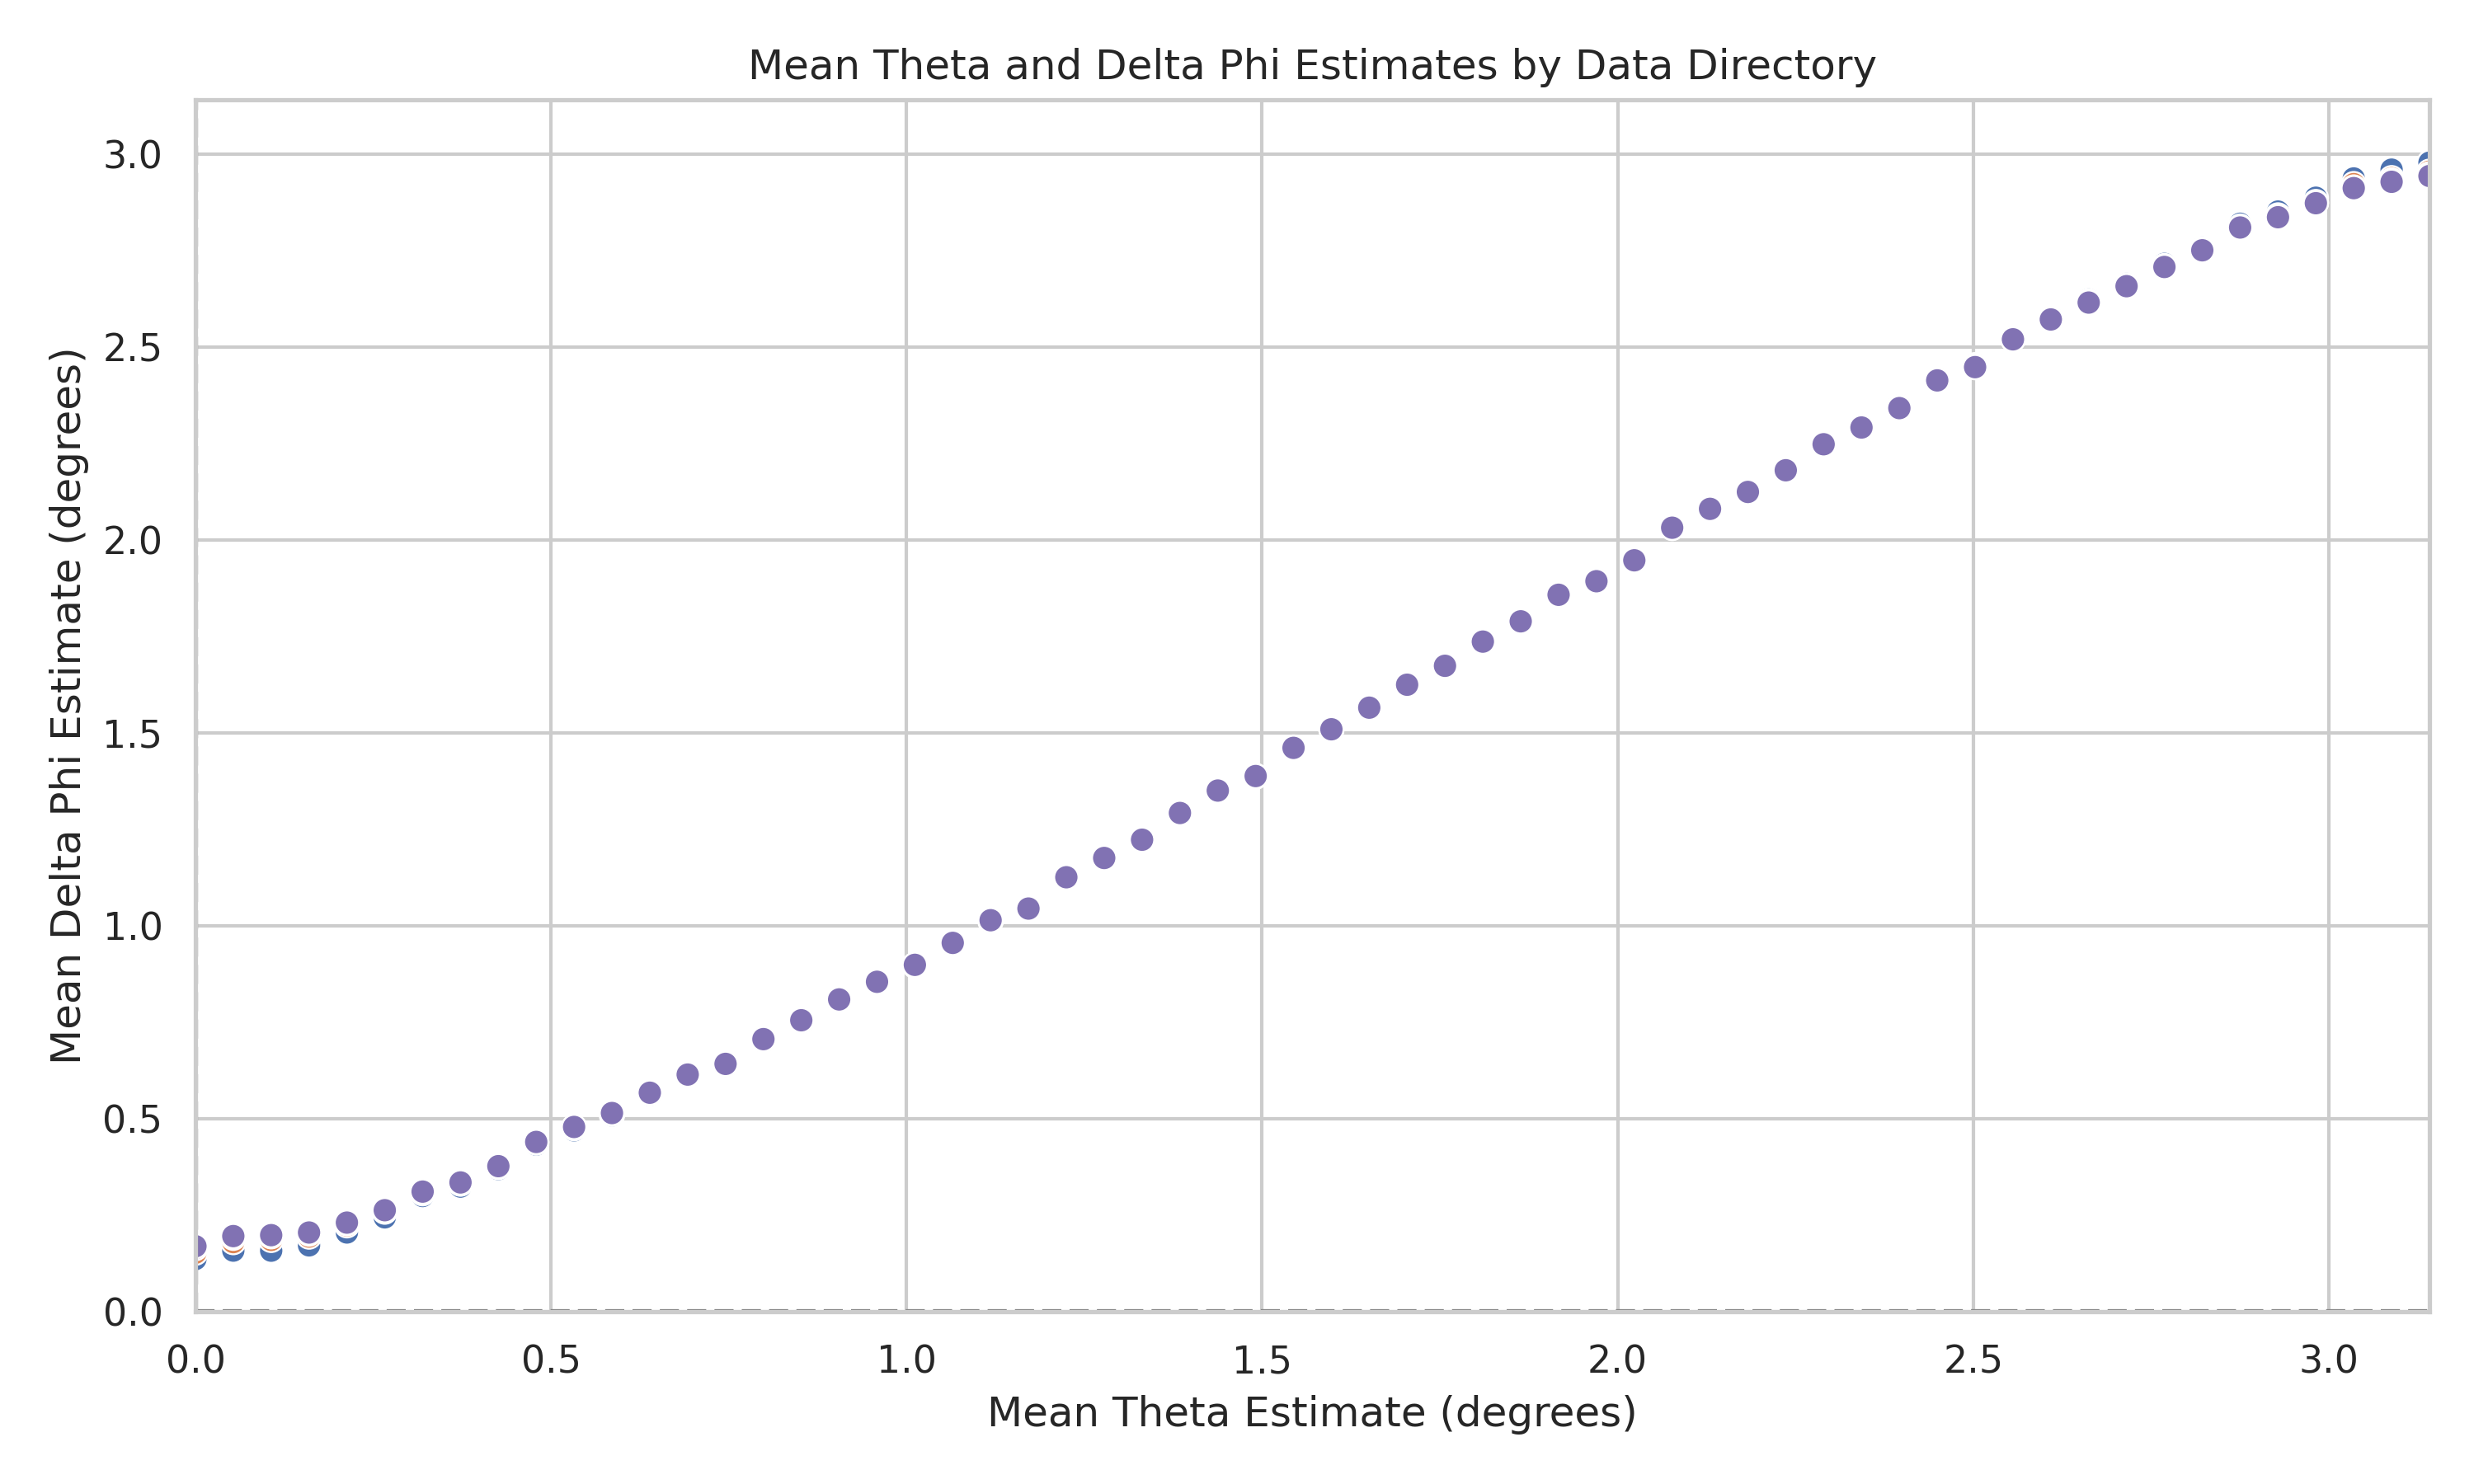 Mean Theta and Delta Phi Estimates by Data Directory
Mean Delta Phi Estimate (degrees)
3.0
2.5
2.0
1.5
1.0
0.5
0.0
0.0 0.5 1.0 1.5 2.0 2.5 3.0
Mean Theta Estimate (degrees)